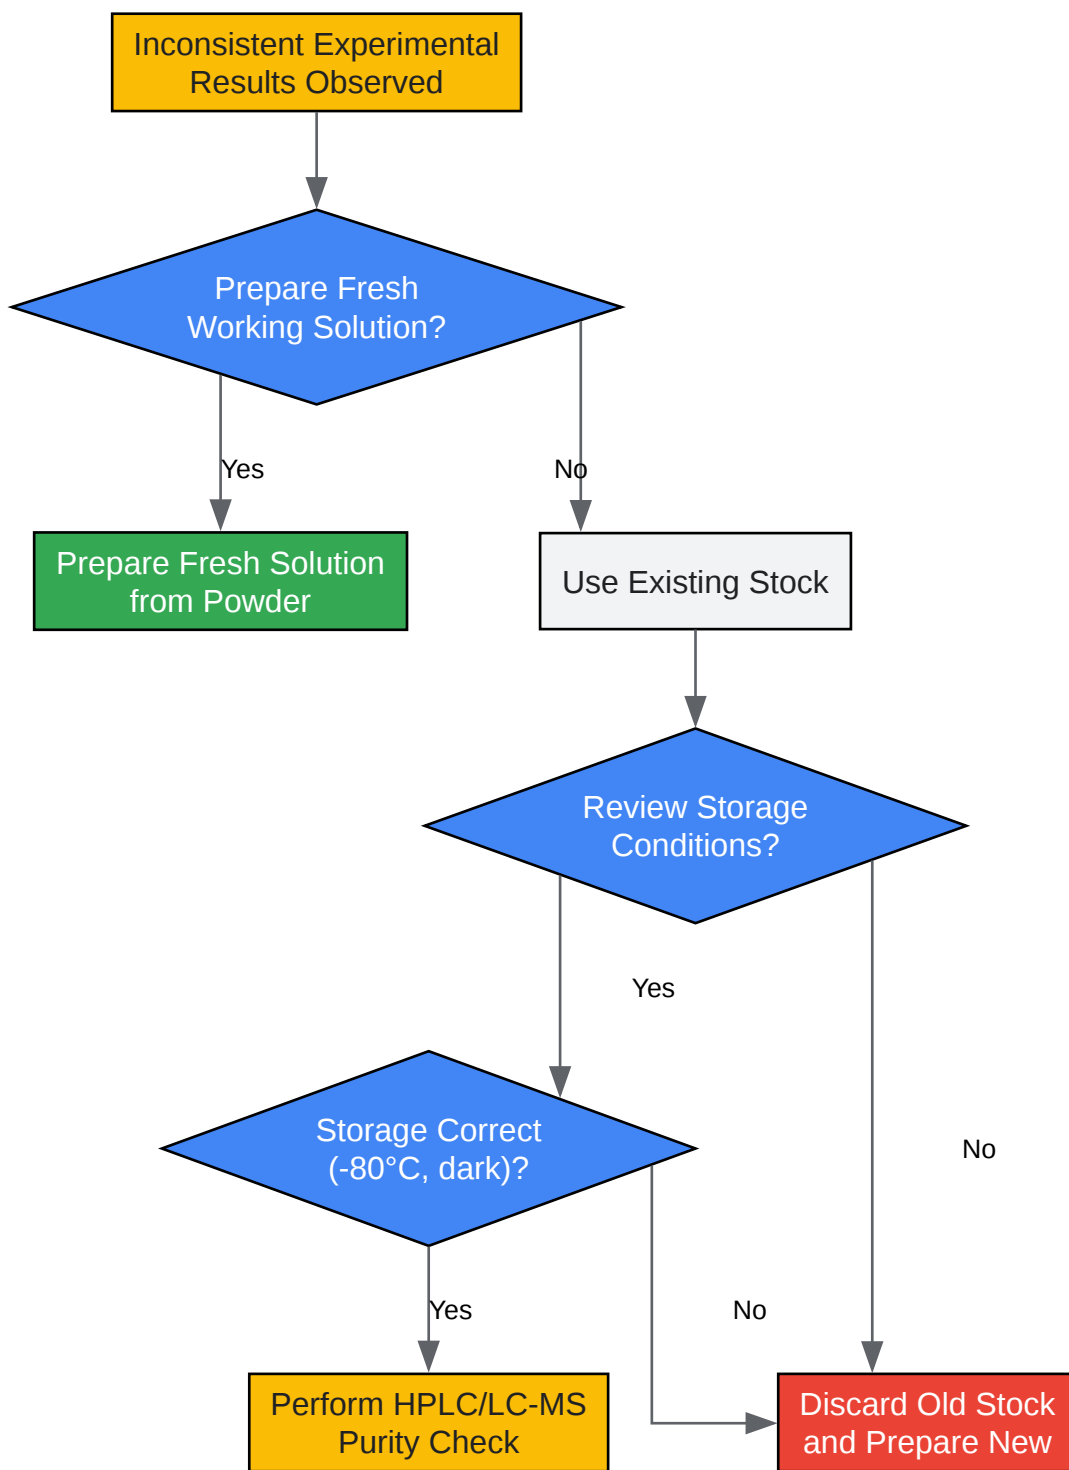 Inconsistent Experimental
Results Observed
Prepare Fresh
Working Solution?
Yes
No
Prepare Fresh Solution
from Powder
Use Existing Stock
Review Storage
Conditions?
Yes
Storage Correct
(-80°C, dark)?
No
Yes
No
Perform HPLC/LC-MS
Purity Check
Discard Old Stock
and Prepare New